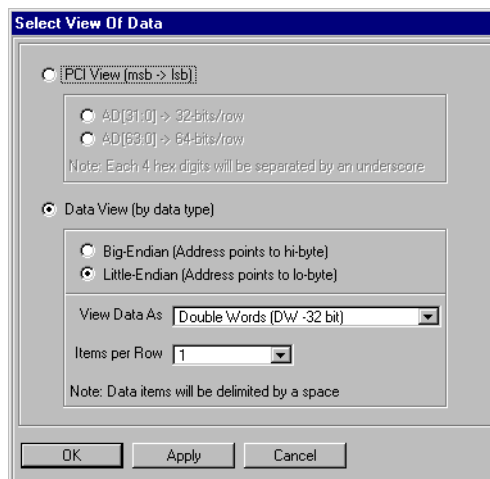 Select View Of Data
PCI View (msb -> lsb)
AD[31:0] -> 32-bits/row
AD[63:0] -> 64-bits/row
Note: Each 4 hex digits will be separated by an underscore
Data View (by data type)
Big-Endian (Address points to hi-byte)
Little-Endian (Address points to lo-byte)
View Data As Double Words (DW -32 bit)
Items per Row 1
Note: Data items will be delimited by a space
OK Apply Cancel